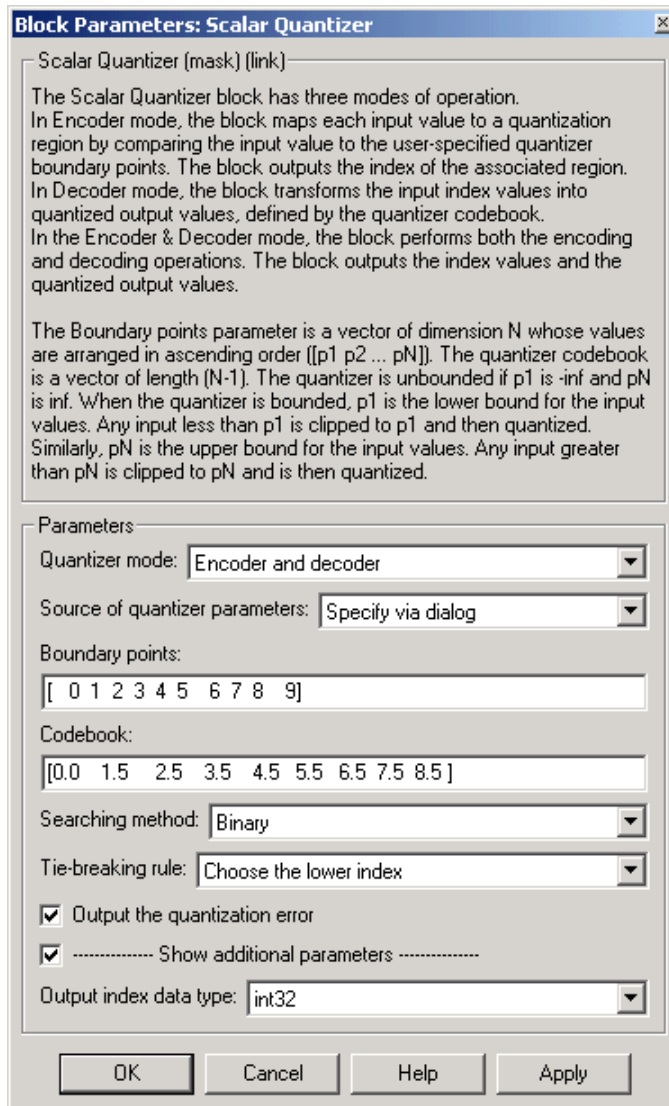 Block Parameters: Scalar Quantizer
Scalar Quantizer (mask) (link)
The Scalar Quantizer block has three modes of operation.
In Encoder mode, the block maps each input value to a quantization
region by comparing the input value to the user-specified quantizer
boundary points. The block outputs the index of the associated region.
In Decoder mode, the block transforms the input index values into
quantized output values, defined by the quantizer codebook.
In the Encoder & Decoder mode, the block performs both the encoding
and decoding operations. The block outputs the index values and the
quantized output values.
The Boundary points parameter is a vector of dimension N whose values
are arranged in ascending order ([p1 p2 ... pN]). The quantizer codebook
is a vector of length (N-1). The quantizer is unbounded if p1 is -inf and pN
is inf. When the quantizer is bounded, p1 is the lower bound for the input
values. Any input less than p1 is clipped to p1 and then quantized.
Similarly, pN is the upper bound for the input values. Any input greater
than pN is clipped to pN and is then quantized.
Parameters
Quantizer mode: Encoder and decoder
Source of quantizer parameters: Specify via dialog
Boundary points:
[ 0 1 2 3 4 5 6 7 8 9]
Codebook:
[0.0 1.5 2.5 3.5 4.5 5.5 6.5 7.5 8.5 ]
Searching method: Binary
Tie-breaking rule: Choose the lower index
Output the quantization error
--------------- Show additional parameters ---------------
Output index data type: int32
OK Cancel Help Apply